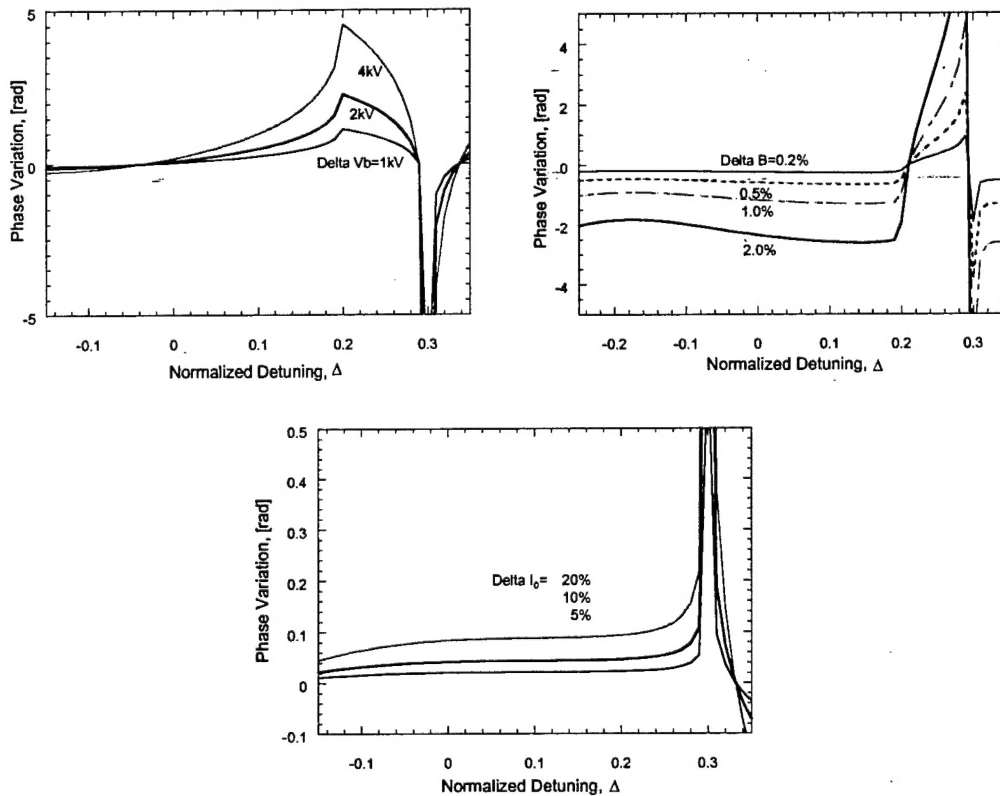 5
0
-5
Phase Variation, [rad]
4kV
2kV
Delta Vb=1kV
-0.1 0 0.1 0.2 0.3
Normalized Detuning, Δ
4
2
0
-2
-4
Phase Variation, [rad]
Delta B=0.2%
0.5%
1.0%
2.0%
-0.2 -0.1 0 0.1 0.2 0.3
Normalized Detuning, Δ
0.5
0.4
0.3
0.2
0.1
0
-0.1
Phase Variation, [rad]
Delta I₀= 20%
10%
5%
-0.1 0 0.1 0.2 0.3
Normalized Detuning, Δ